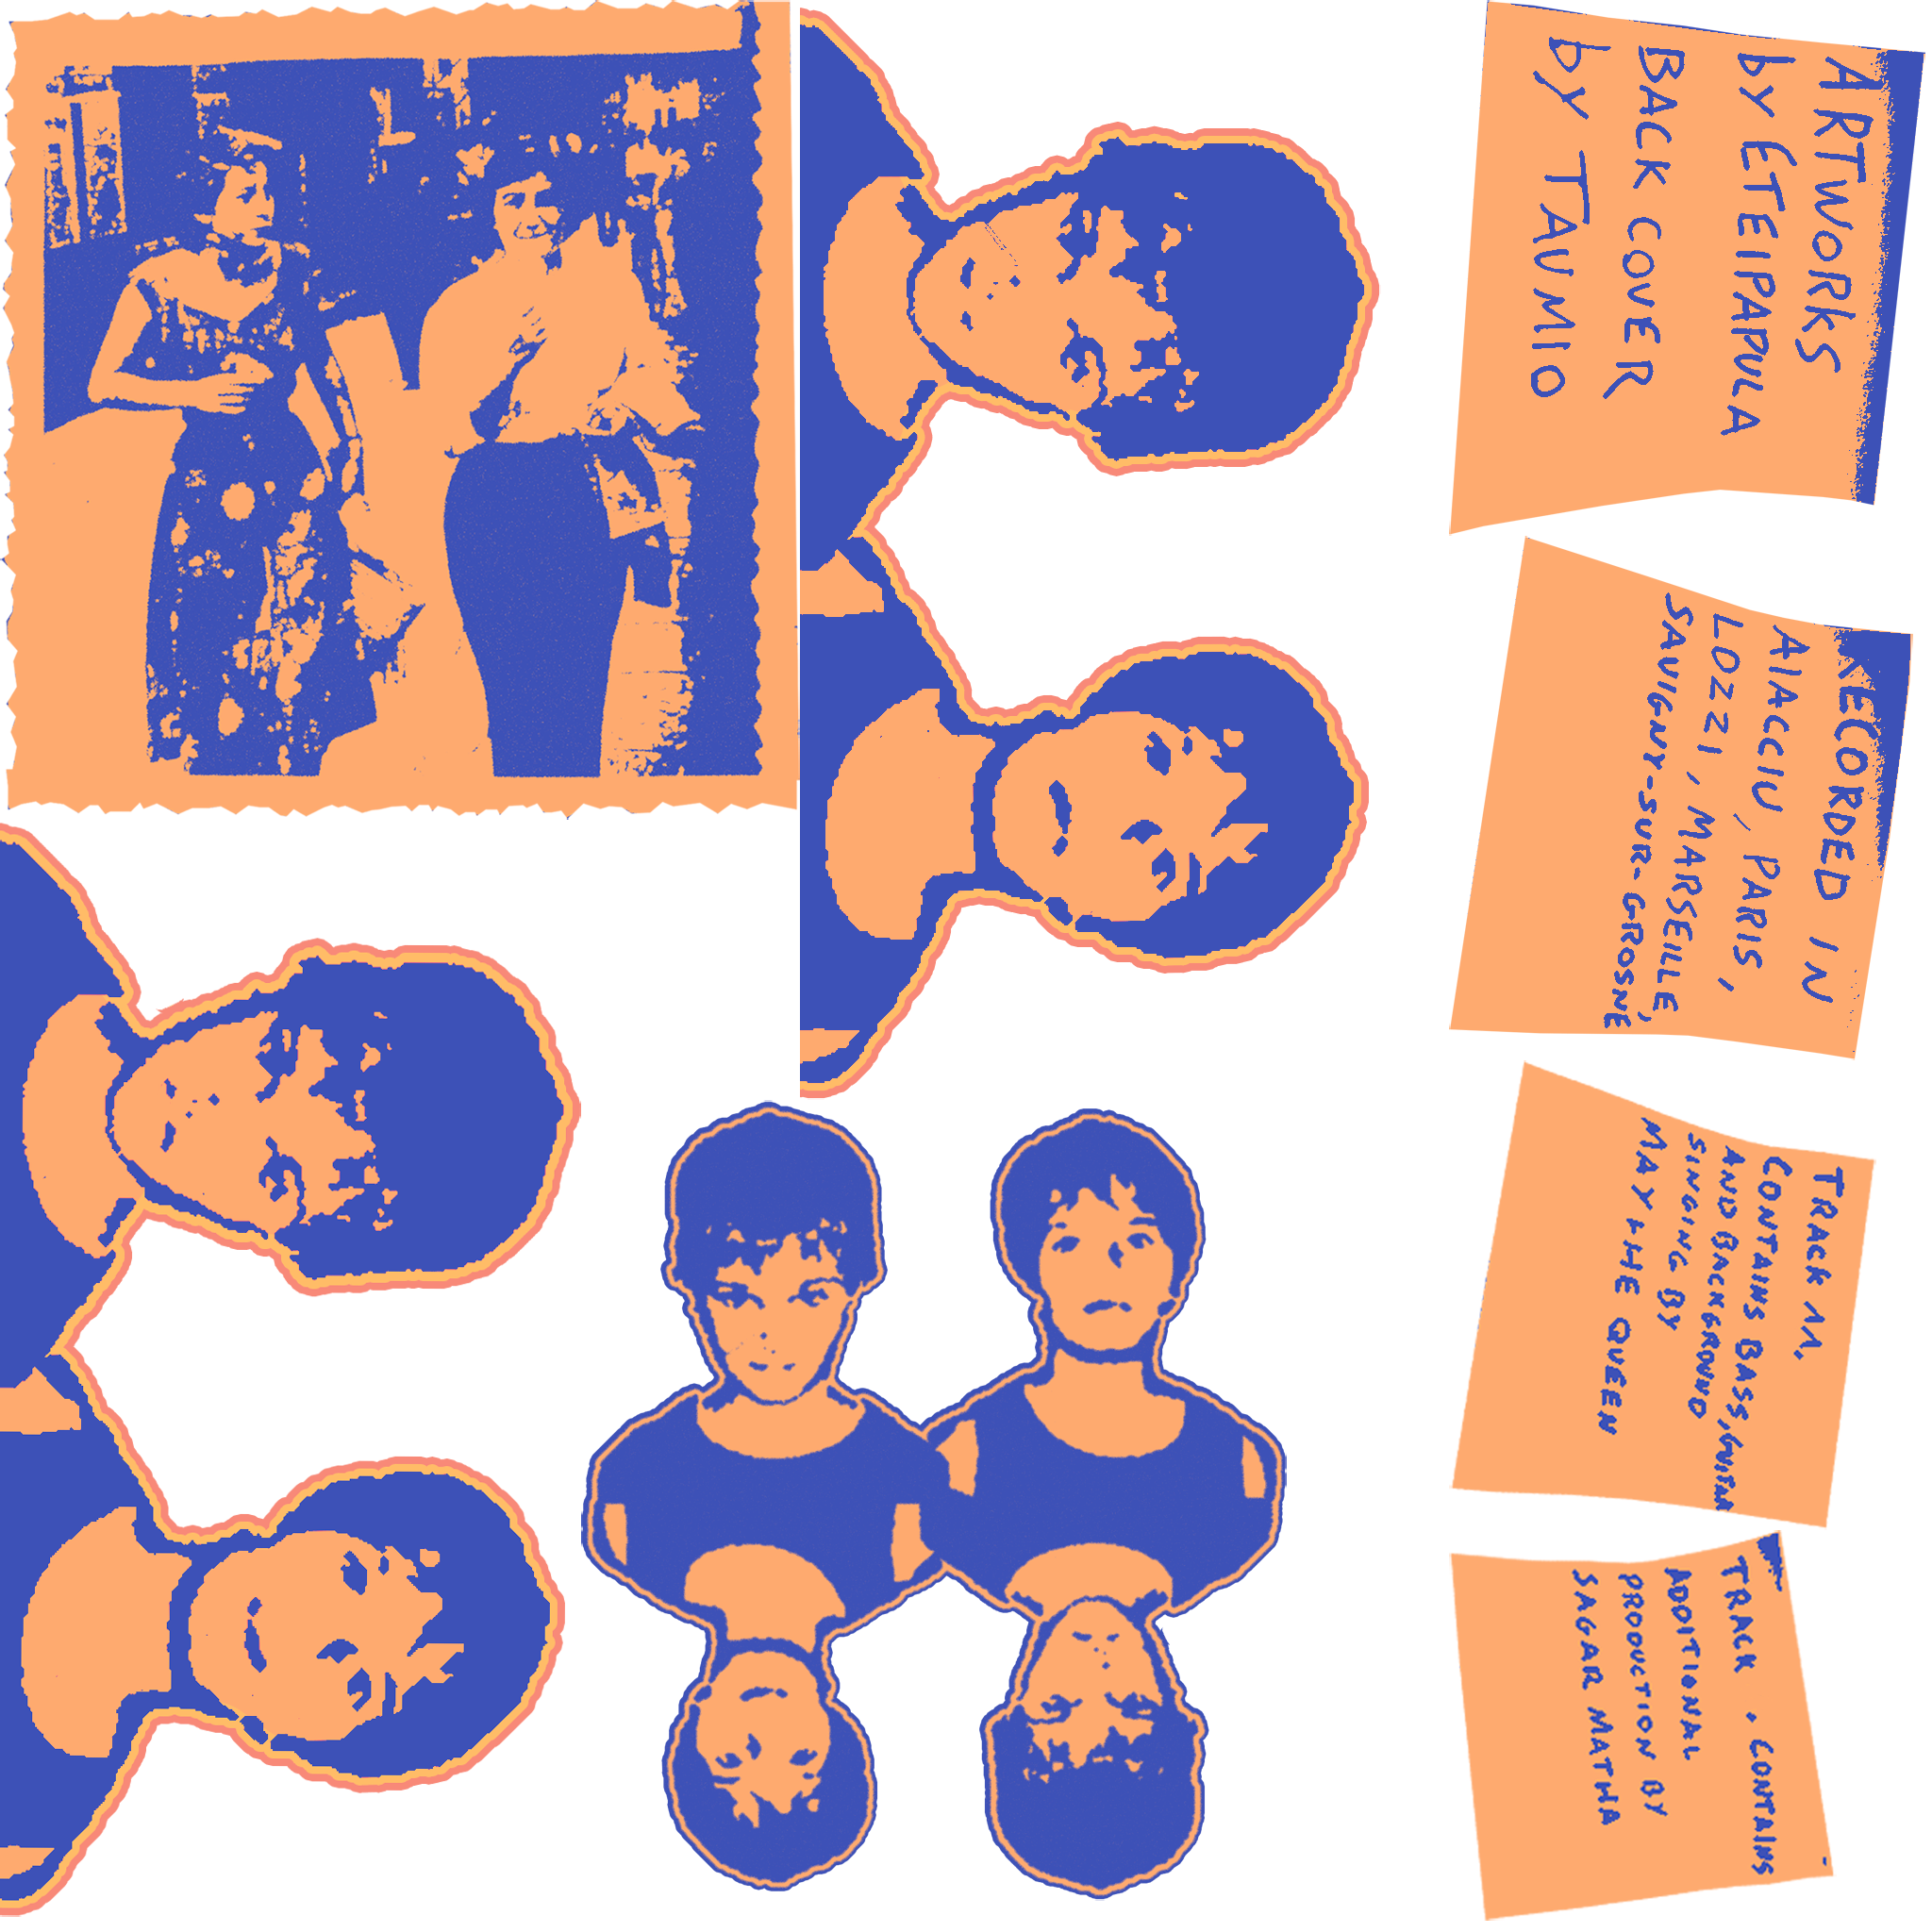 ARTWORKS
by ETEIPAPULA
BACK COVER
by TAUMIO
RECORDED IN
AIACCIU, PARIS,
LOZZI, MARSEILLE,
SAVIGNY-SUR-GROSNE
TRACK 11.
CONTAINS BASS, GUITAR
AND BACKGROUND
SINGING BY
MAY THE QUEEN
TRACK . CONTAINS
ADDITIONAL
PRODUCTION BY
SAGAR MATHA